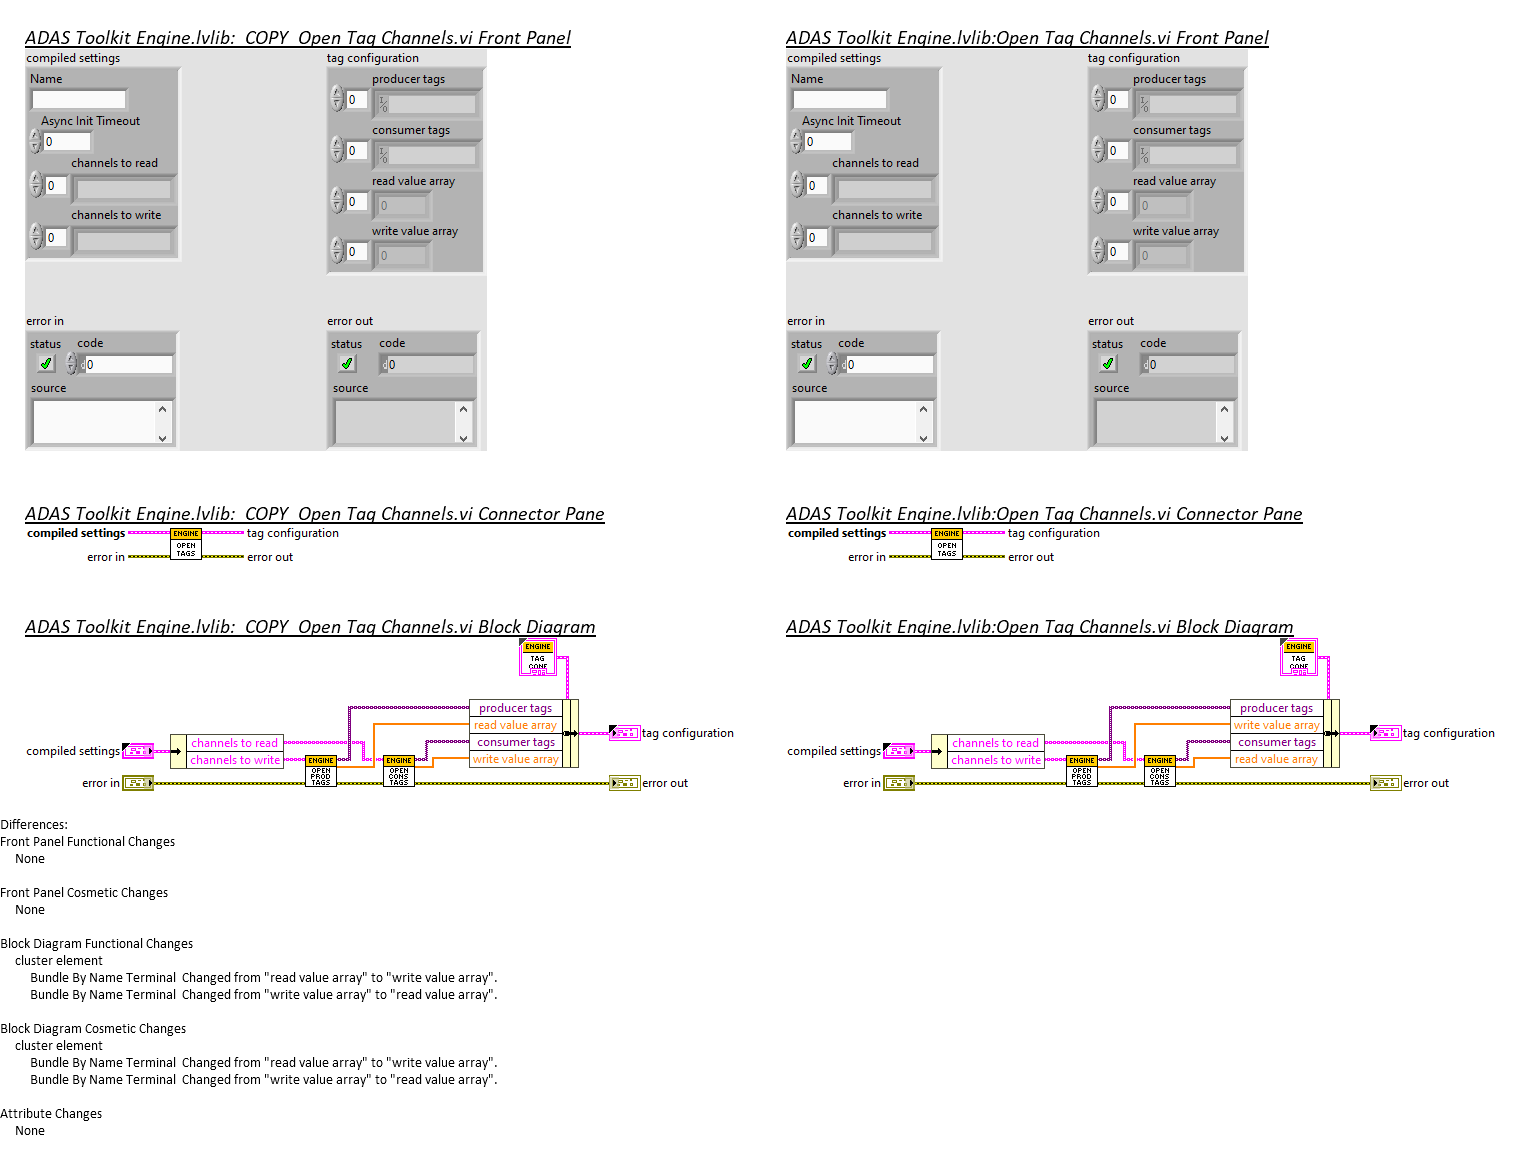 ADAS Toolkit Engine.lvlib:  COPY  Open Tag Channels.vi Front Panel
compiled settings
tag configuration
Name
producer tags
0
Async Init Timeout
0
consumer tags
0
channels to read
0
read value array
0
0
channels to write
0
write value array
0
0
error in
error out
status
code
d0
status
code
d0
source
source
ADAS Toolkit Engine.lvlib:Open Tag Channels.vi Front Panel
compiled settings
tag configuration
Name
producer tags
0
Async Init Timeout
0
consumer tags
0
channels to read
0
read value array
0
0
channels to write
0
write value array
0
0
error in
error out
status
code
d0
status
code
d0
source
source
ADAS Toolkit Engine.lvlib:  COPY  Open Tag Channels.vi Connector Pane
compiled settings
ENGINE
OPEN
TAGS
tag configuration
error in
error out
ADAS Toolkit Engine.lvlib:Open Tag Channels.vi Connector Pane
compiled settings
ENGINE
OPEN
TAGS
tag configuration
error in
error out
ADAS Toolkit Engine.lvlib:  COPY  Open Tag Channels.vi Block Diagram
ENGINE
TAG
CONF
producer tags
read value array
consumer tags
write value array
tag configuration
compiled settings
channels to read
channels to write
ENGINE
OPEN
PROD
TAGS
ENGINE
OPEN
CONS
TAGS
error in
error out
ADAS Toolkit Engine.lvlib:Open Tag Channels.vi Block Diagram
ENGINE
TAG
CONF
producer tags
write value array
consumer tags
read value array
tag configuration
compiled settings
channels to read
channels to write
ENGINE
OPEN
PROD
TAGS
ENGINE
OPEN
CONS
TAGS
error in
error out
Differences:
Front Panel Functional Changes
None
Front Panel Cosmetic Changes
None
Block Diagram Functional Changes
cluster element
Bundle By Name Terminal  Changed from "read value array" to "write value array".
Bundle By Name Terminal  Changed from "write value array" to "read value array".
Block Diagram Cosmetic Changes
cluster element
Bundle By Name Terminal  Changed from "read value array" to "write value array".
Bundle By Name Terminal  Changed from "write value array" to "read value array".
Attribute Changes
None